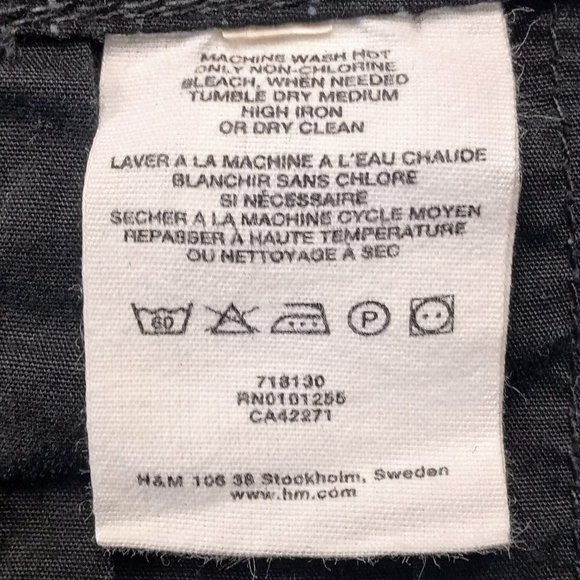 MACHINE WASH HOT
ONLY NON-CHLORINE
BLEACH, WHEN NEEDED
TUMBLE DRY MEDIUM
HIGH IRON
OR DRY CLEAN
LAVER A LA MACHINE A L'EAU CHAUDE
BLANCHIR SANS CHLORE
SI NÉCESSAIRE
SECHER A LA MACHINE CYCLE MOYEN
REPASSER À HAUTE TEMPÉRATURE
OU NETTOYAGE À SEC
60 P
718130
RN0101255
CA42271
H&M 106 38 Stockholm, Sweden
www.hm.com